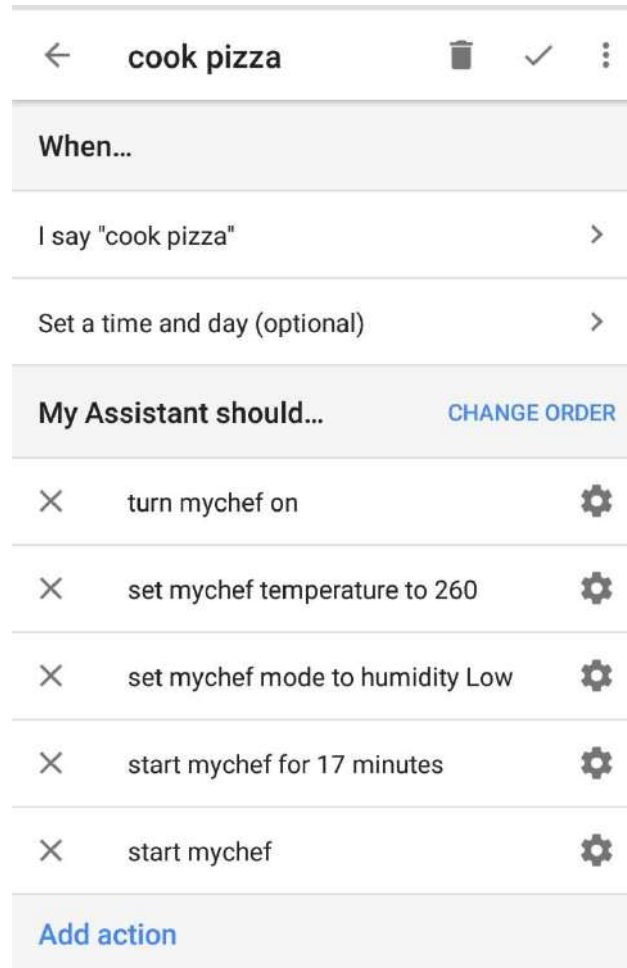 cook pizza
When...
I say "cook pizza"
Set a time and day (optional)
My Assistant should...
CHANGE ORDER
turn mychef on
set mychef temperature to 260
set mychef mode to humidity Low
start mychef for 17 minutes
start mychef
Add action